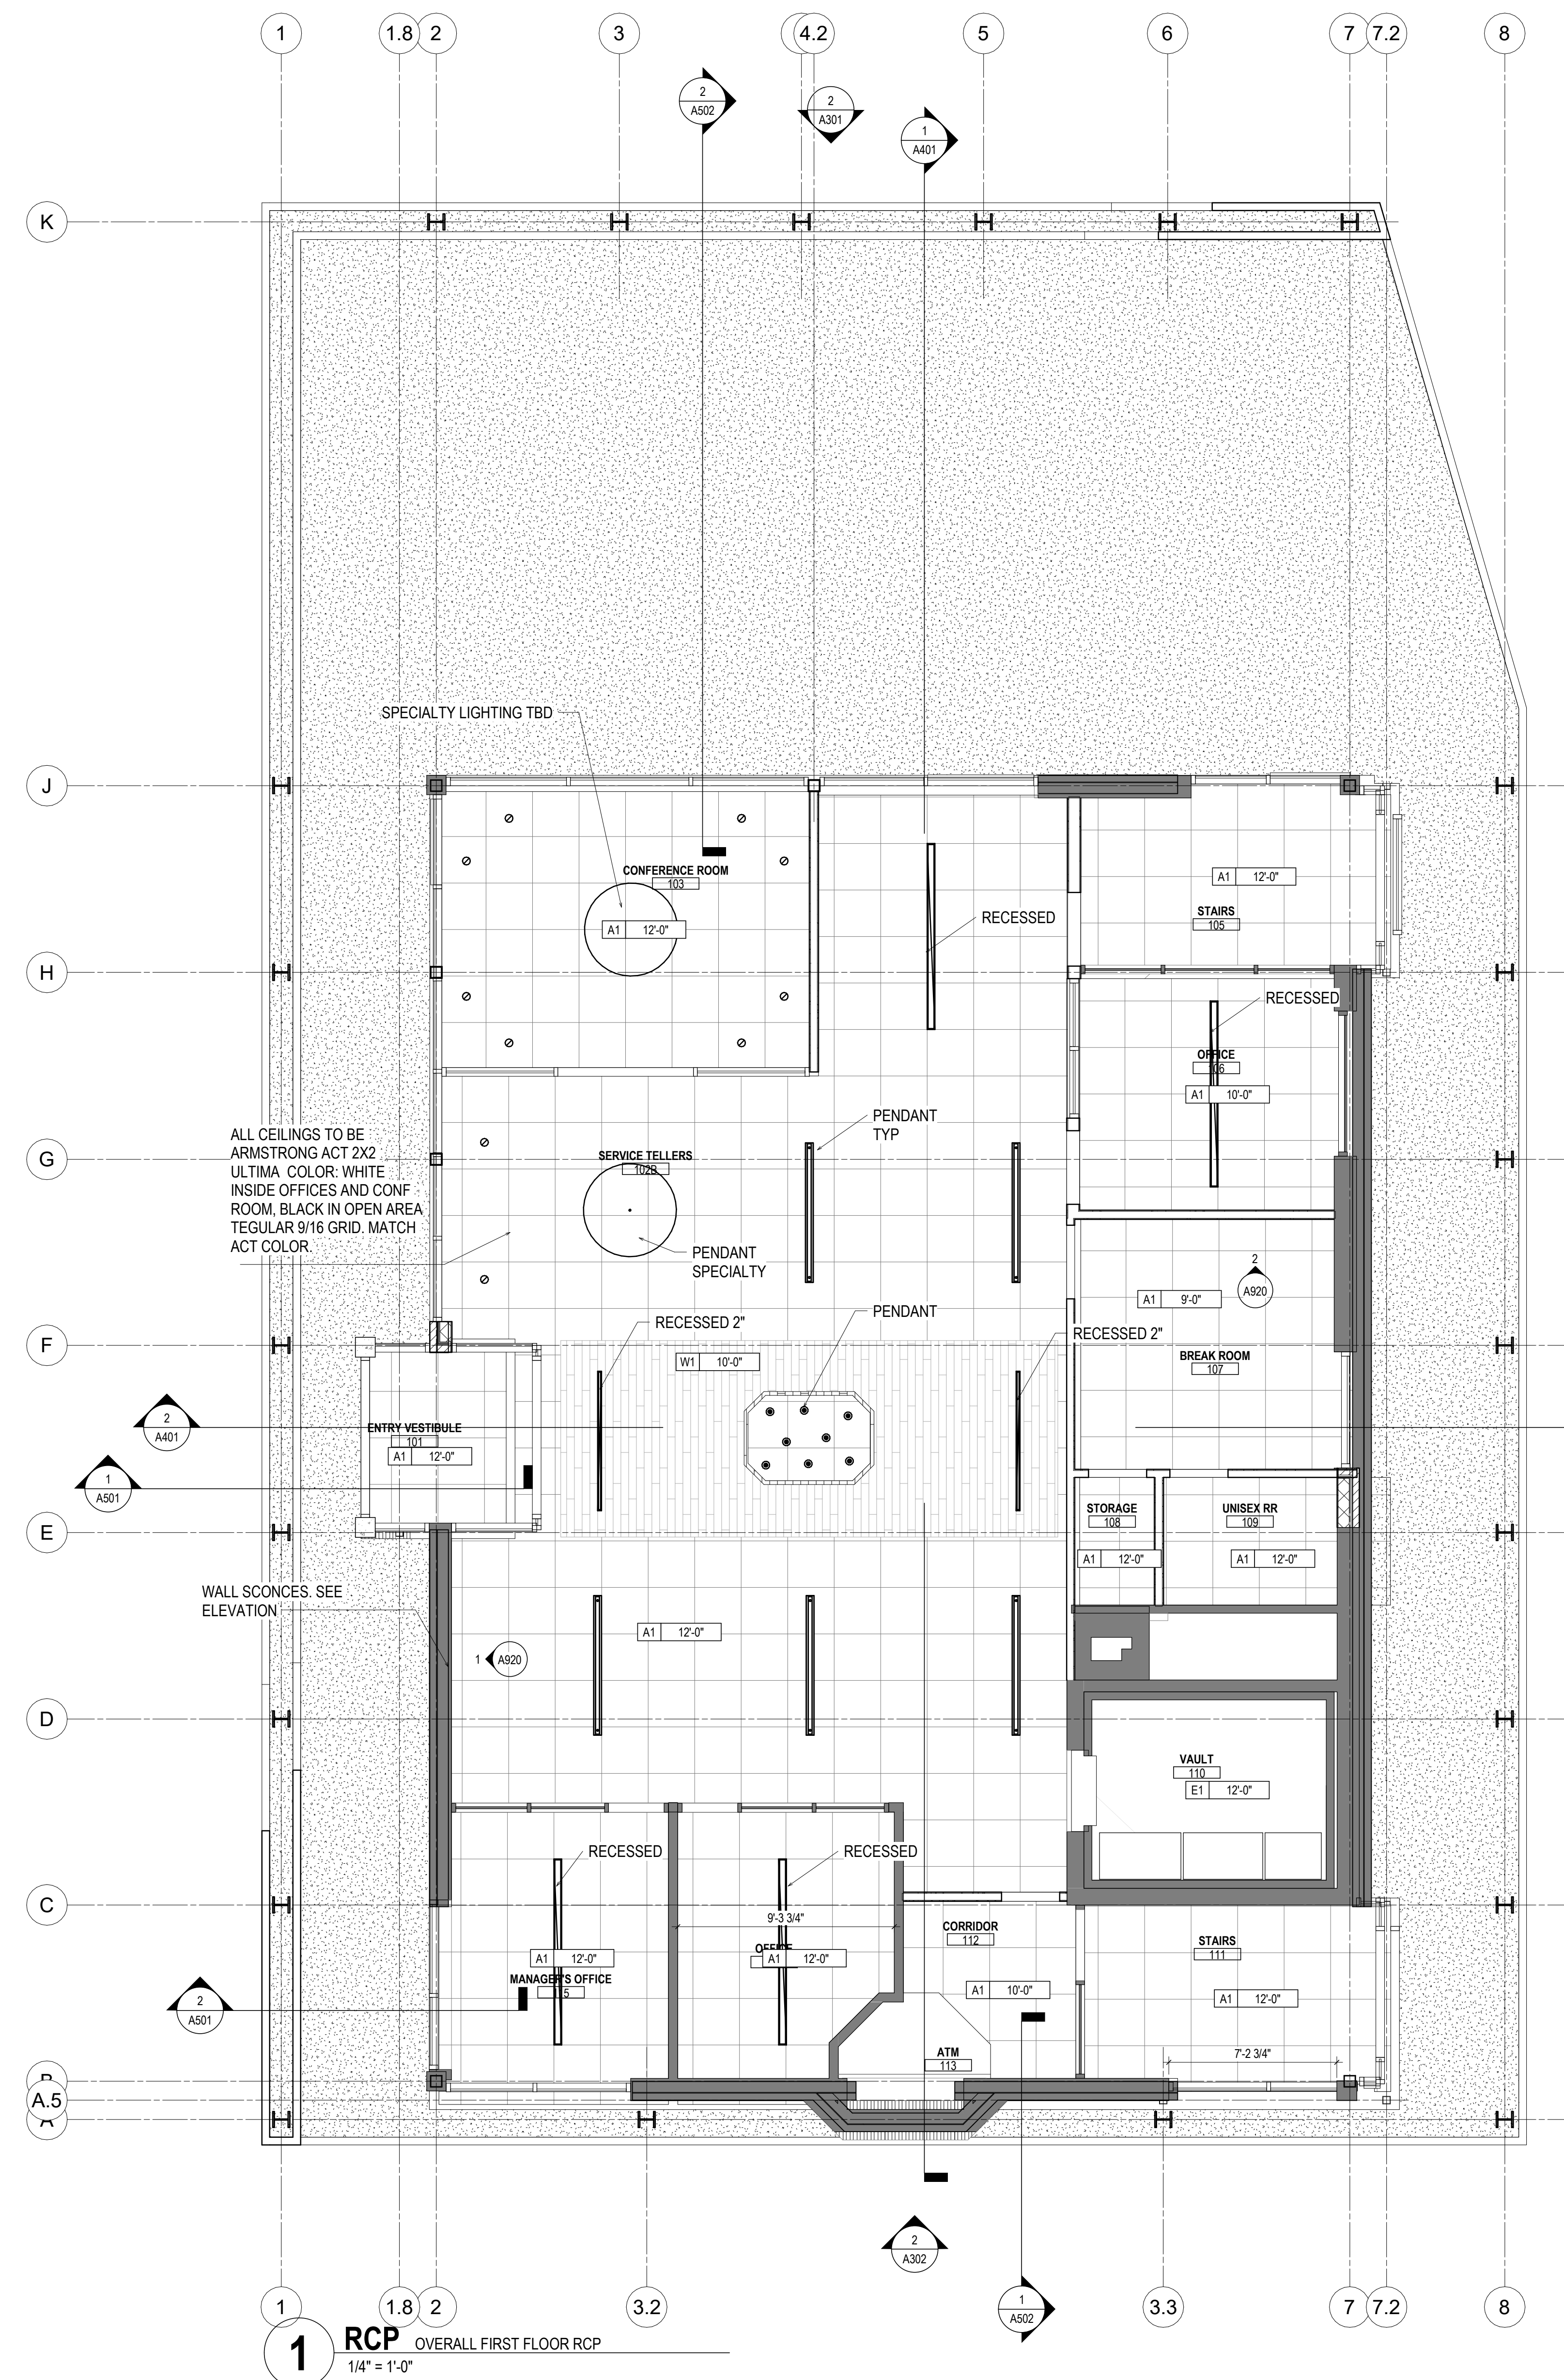 1
1.8
2
3
4.2
5
6
7
7.2
8
2
A502
2
A301
1
A401
K
SPECIALTY LIGHTING TBD
J
CONFERENCE ROOM
103
A1 12'-0"
RECESSED
A1 12'-0"
STAIRS
105
H
RECESSED
OFFICE
106
A1 10'-0"
PENDANT
TYP
ALL CEILINGS TO BE
ARMSTRONG ACT 2X2
ULTIMA COLOR: WHITE
INSIDE OFFICES AND CONF
ROOM, BLACK IN OPEN AREA
TEGULAR 9/16 GRID. MATCH
ACT COLOR.
G
SERVICE TELLERS
102B
PENDANT
SPECIALTY
2
A920
A1 9'-0"
PENDANT
RECESSED 2"
RECESSED 2"
F
W1 10'-0"
BREAK ROOM
107
2
A401
ENTRY VESTIBULE
101
A1 12'-0"
1
A501
E
STORAGE
108
UNISEX RR
109
A1 12'-0"
A1 12'-0"
WALL SCONCES. SEE
ELEVATION
A1 12'-0"
1
A920
D
VAULT
110
E1 12'-0"
RECESSED
RECESSED
C
9'-3 3/4"
CORRIDOR
112
STAIRS
111
A1 12'-0"
A1 12'-0"
MANAGER'S OFFICE
A1 10'-0"
A1 12'-0"
2
A501
ATM
113
7'-2 3/4"
B
A.5
A
2
A302
1
1.8
2
3.2
1
A502
3.3
7
7.2
8
1
RCP OVERALL FIRST FLOOR RCP
1/4" = 1'-0"